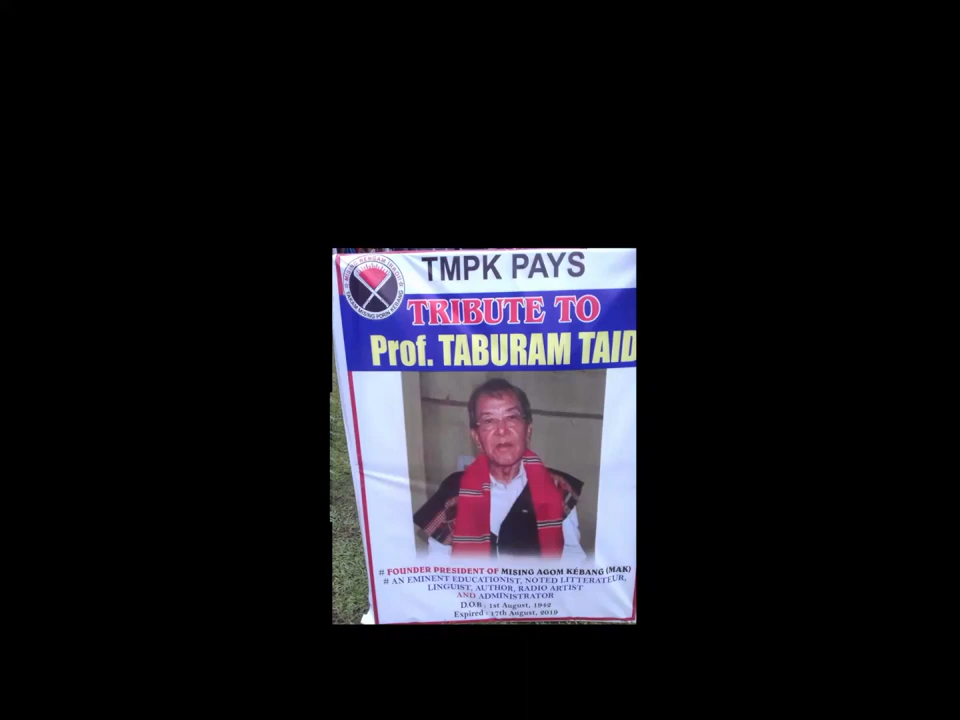 TMPK PAYS
TRIBUTE TO
Prof. TABURAM TAID
# FOUNDER PRESIDENT OF MISING AGOM KÉBANG (MAK)
# AN EMINENT EDUCATIONIST, NOTED LITTERATEUR,
LINGUIST, AUTHOR, RADIO ARTIST
AND ADMINISTRATOR
D.O.B : 1st August, 1942
Expired : 17th August, 2019